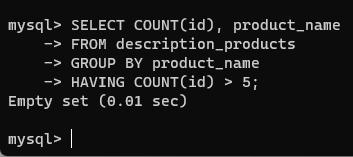 mysql> SELECT COUNT(id), product_name
    -> FROM description_products
    -> GROUP BY product_name
    -> HAVING COUNT(id) > 5;
Empty set (0.01 sec)
mysql>